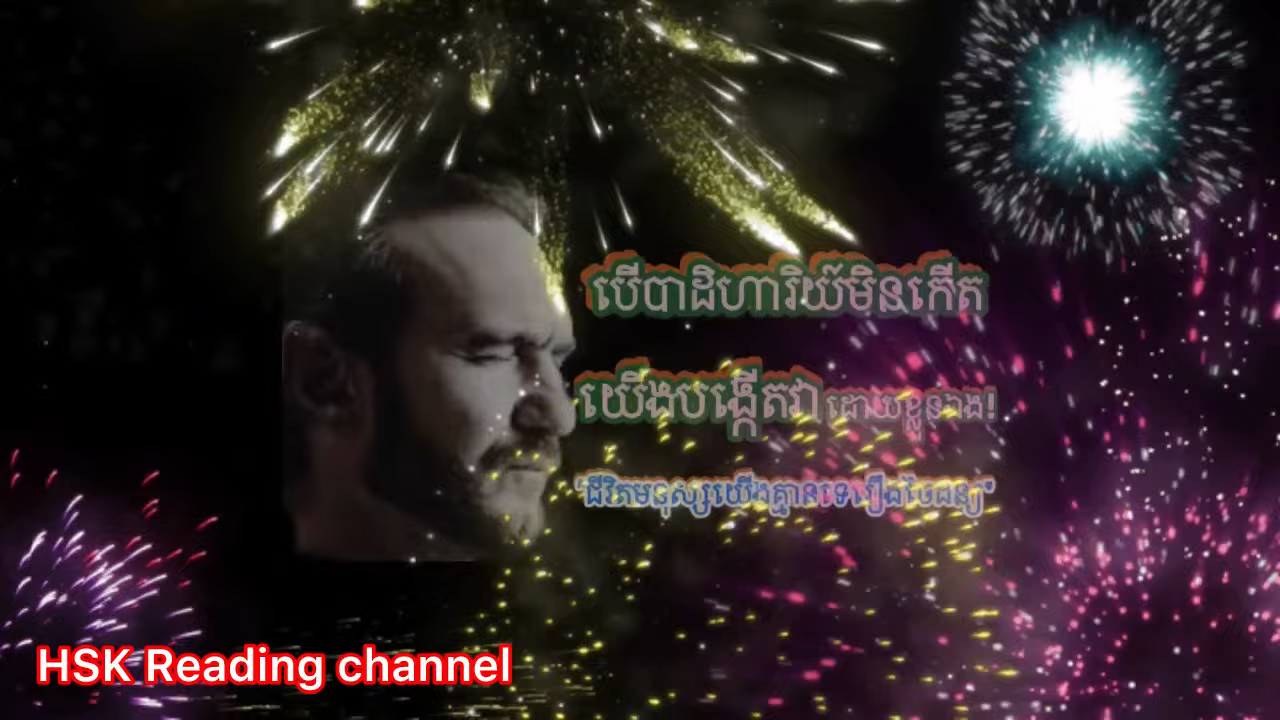 បើបាដិហារិយ៍មិនកើត
យើងបង្កើតវា ដោយខ្លួនឯង!
"ជីវិតមនុស្សយើងគ្មានទេរឿងចៃដន្យ"
HSK Reading channel